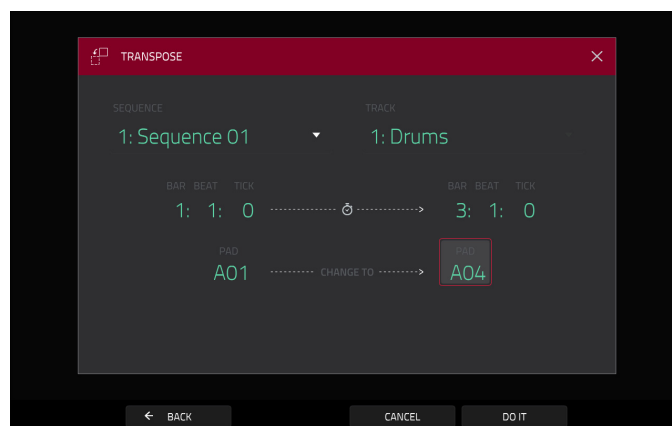 TRANSPOSE
SEQUENCE TRACK
1: Sequence 01 1: Drums
BAR BEAT TICK BAR BEAT TICK
1: 1: 0 3: 1: 0
PAD PAD
A01 CHANGE TO A04
BACK CANCEL DO IT